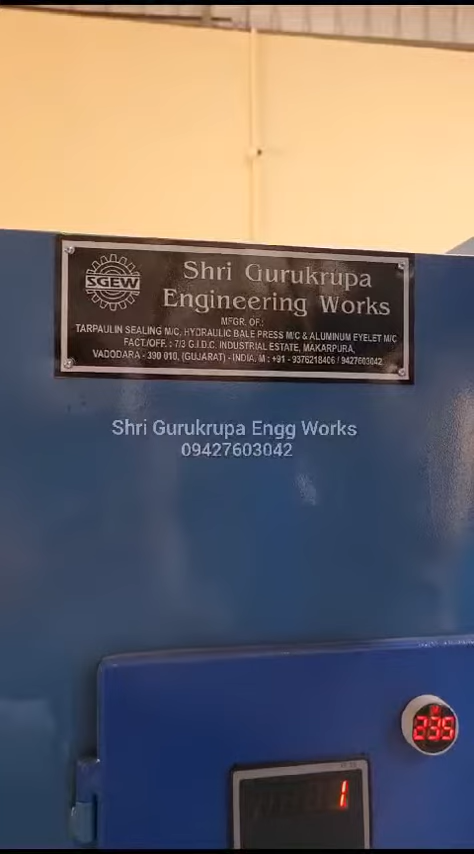 SGEW
Shri Gurukrupa
Engineering Works
MFGR. OF.:
TARPAULIN SEALING M/C, HYDRAULIC BALE PRESS M/C & ALUMINUM EYELET M/C
FACT/OFF. : 7/3 G.I.D.C. INDUSTRIAL ESTATE, MAKARPURA,
VADODARA - 390 010. (GUJARAT) - INDIA. M : +91 - 9376218406 / 9427603042
Shri Gurukrupa Engg Works
09427603042
235
1